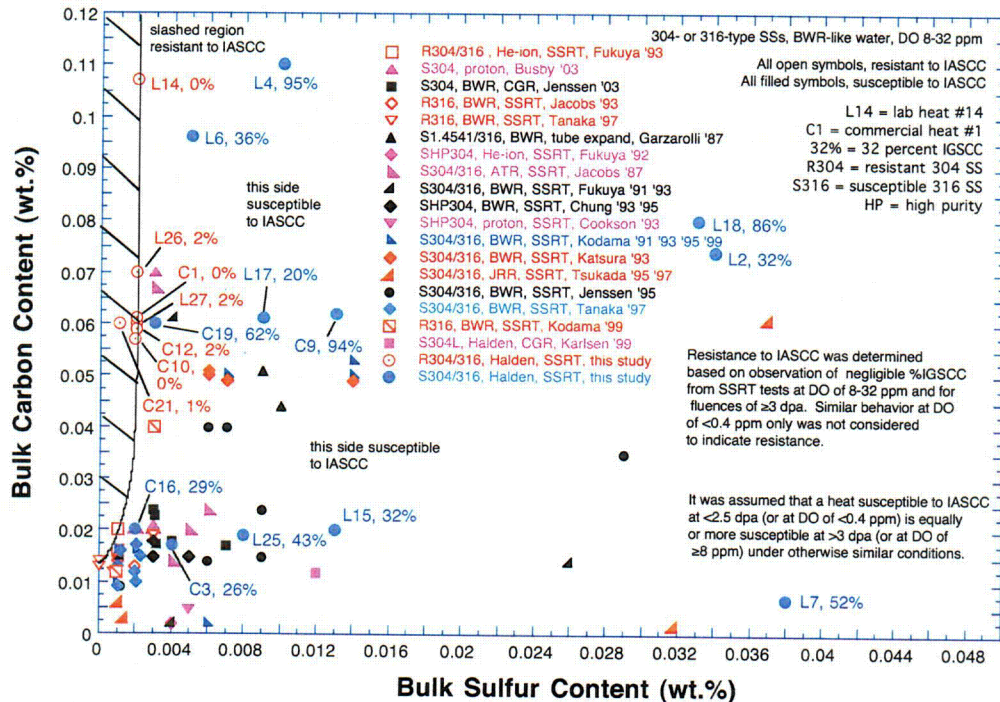 304- or 316-type SSs, BWR-like water, DO 8-32 ppm
All open symbols, resistant to IASCC
All filled symbols, susceptible to IASCC
L14 = lab heat #14
C1 = commercial heat #1
32% = 32 percent IGSCC
R304 = resistant 304 SS
S316 = susceptible 316 SS
HP = high purity
slashed region
resistant to IASCC
L14, 0%
L4, 95%
L6, 36%
R304/316 , He-ion, SSRT, Fukuya '93
S304, proton, Busby '03
S304, BWR, CGR, Jenssen '03
R316, BWR, SSRT, Jacobs '93
R316, BWR, SSRT, Tanaka '97
S1.4541/316, BWR, tube expand, Garzarolli '87
SHP304, He-ion, SSRT, Fukuya '92
S304/316, ATR, SSRT, Jacobs '87
S304/316, BWR, SSRT, Fukuya '91 '93
SHP304, BWR, SSRT, Chung '93 '95
SHP304, proton, SSRT, Cookson '93
S304/316, BWR, SSRT, Kodama '91 '93 '95 '99
S304/316, BWR, SSRT, Katsura '93
S304/316, JRR, SSRT, Tsukada '95 '97
S304/316, BWR, SSRT, Jenssen '95
S304/316, BWR, SSRT, Tanaka '97
R316, BWR, SSRT, Kodama '99
S304L, Halden, CGR, Karlsen '99
R304/316, Halden, SSRT, this study
S304/316, Halden, SSRT, this study
this side
susceptible
to IASCC
L18, 86%
L2, 32%
L26, 2%
C1, 0%
L17, 20%
L27, 2%
C19, 62%
C9, 94%
C12, 2%
C10,
0%
C21, 1%
Resistance to IASCC was determined
based on observation of negligible %IGSCC
from SSRT tests at DO of 8-32 ppm and for
fluences of ≥3 dpa. Similar behavior at DO
of <0.4 ppm only was not considered
to indicate resistance.
this side susceptible
to IASCC
C16, 29%
L15, 32%
L25, 43%
C3, 26%
It was assumed that a heat susceptible to IASCC
at <2.5 dpa (or at DO of <0.4 ppm) is equally
or more susceptible at >3 dpa (or at DO of
≥8 ppm) under otherwise similar conditions.
L7, 52%
Bulk Carbon Content (wt.%)
0.12
0.11
0.1
0.09
0.08
0.07
0.06
0.05
0.04
0.03
0.02
0.01
0
0 0.004 0.008 0.012 0.016 0.02 0.024 0.028 0.032 0.036 0.04 0.044 0.048
Bulk Sulfur Content (wt.%)